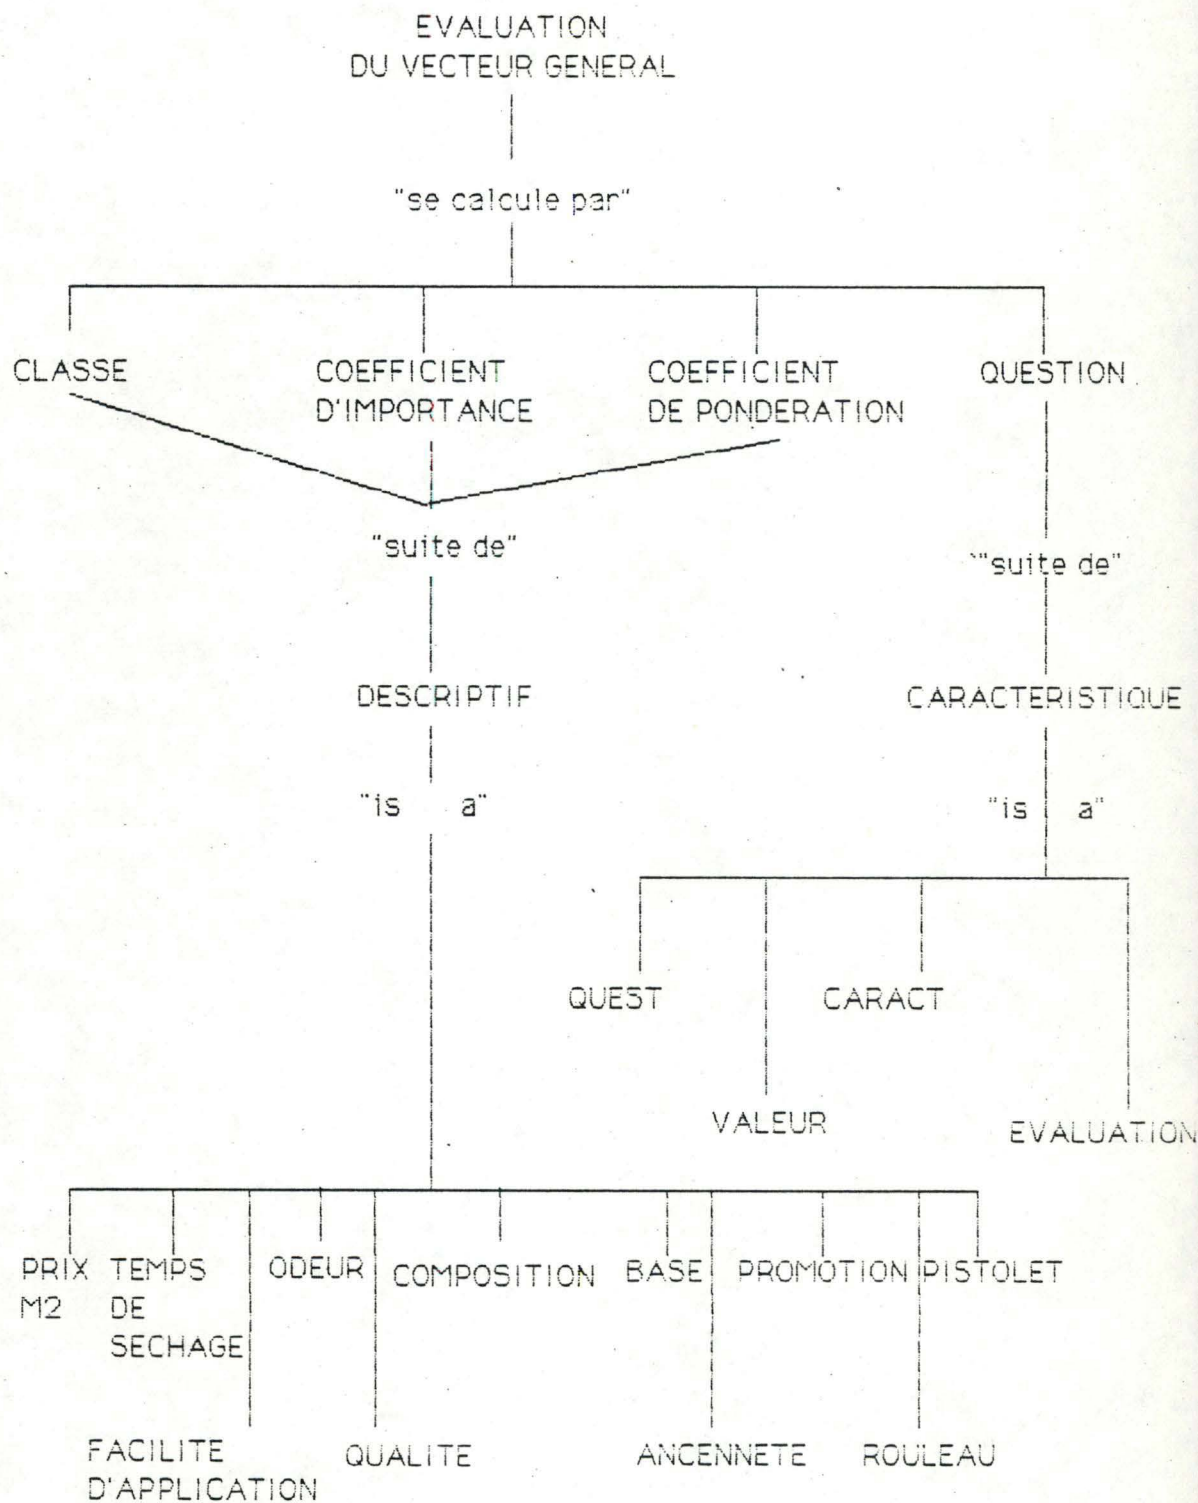 EVALUATION
DU VECTEUR GENERAL
"se calcule par"
CLASSE
COEFFICIENT
D'IMPORTANCE
COEFFICIENT
DE PONDERATION
QUESTION
"suite de"
"suite de"
DESCRIPTIF
CARACTERISTIQUE
"is a"
"is a"
QUEST
CARACT
VALEUR
EVALUATION
PRIX
M2
TEMPS
DE
SECHAGE
ODEUR
COMPOSITION
BASE
PROMOTION
PISTOLET
FACILITE
D'APPLICATION
QUALITE
ANCENNETE
ROULEAU